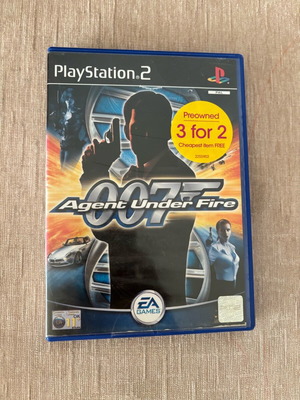 PlayStation.2
Preowned
3 for 2
Cheapest item FREE
007
Agent Under Fire
EA
GAMES